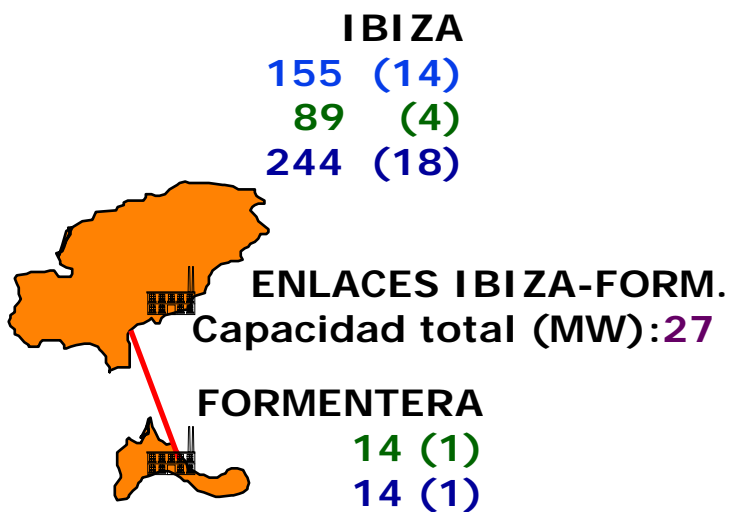 IBIZA
155 (14)
89 (4)
244 (18)
ENLACES IBIZA-FORM.
Capacidad total (MW):27
FORMENTERA
14 (1)
14 (1)